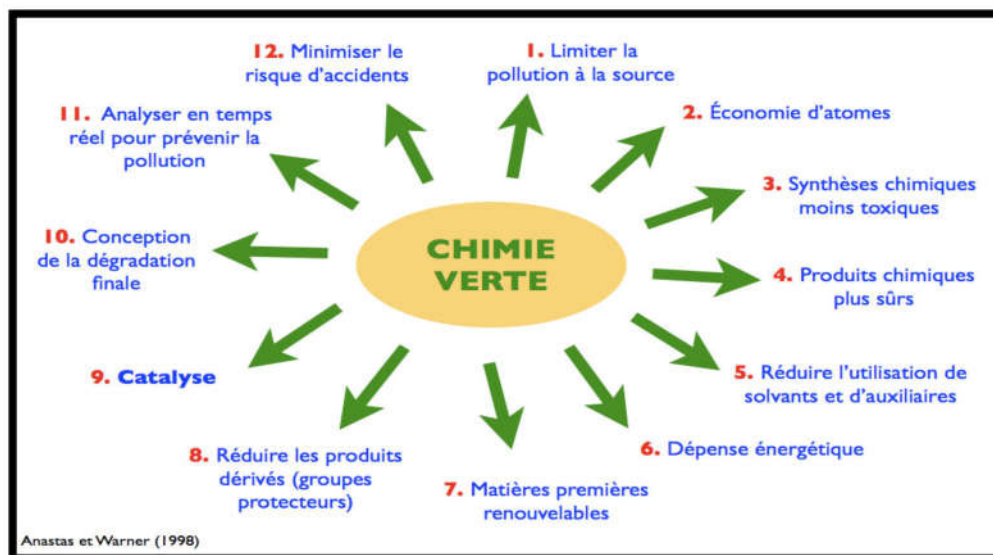 CHIMIE
VERTE
1. Limiter la
pollution à la source
2. Économie d'atomes
3. Synthèses chimiques
moins toxiques
4. Produits chimiques
plus sûrs
5. Réduire l'utilisation de
solvants et d'auxiliaires
6. Dépense énergétique
7. Matières premières
renouvelables
8. Réduire les produits
dérivés (groupes
protecteurs)
9. Catalyse
10. Conception
de la dégradation
finale
11. Analyser en temps
réel pour prévenir la
pollution
12. Minimiser le
risque d'accidents
Anastas et Warner (1998)